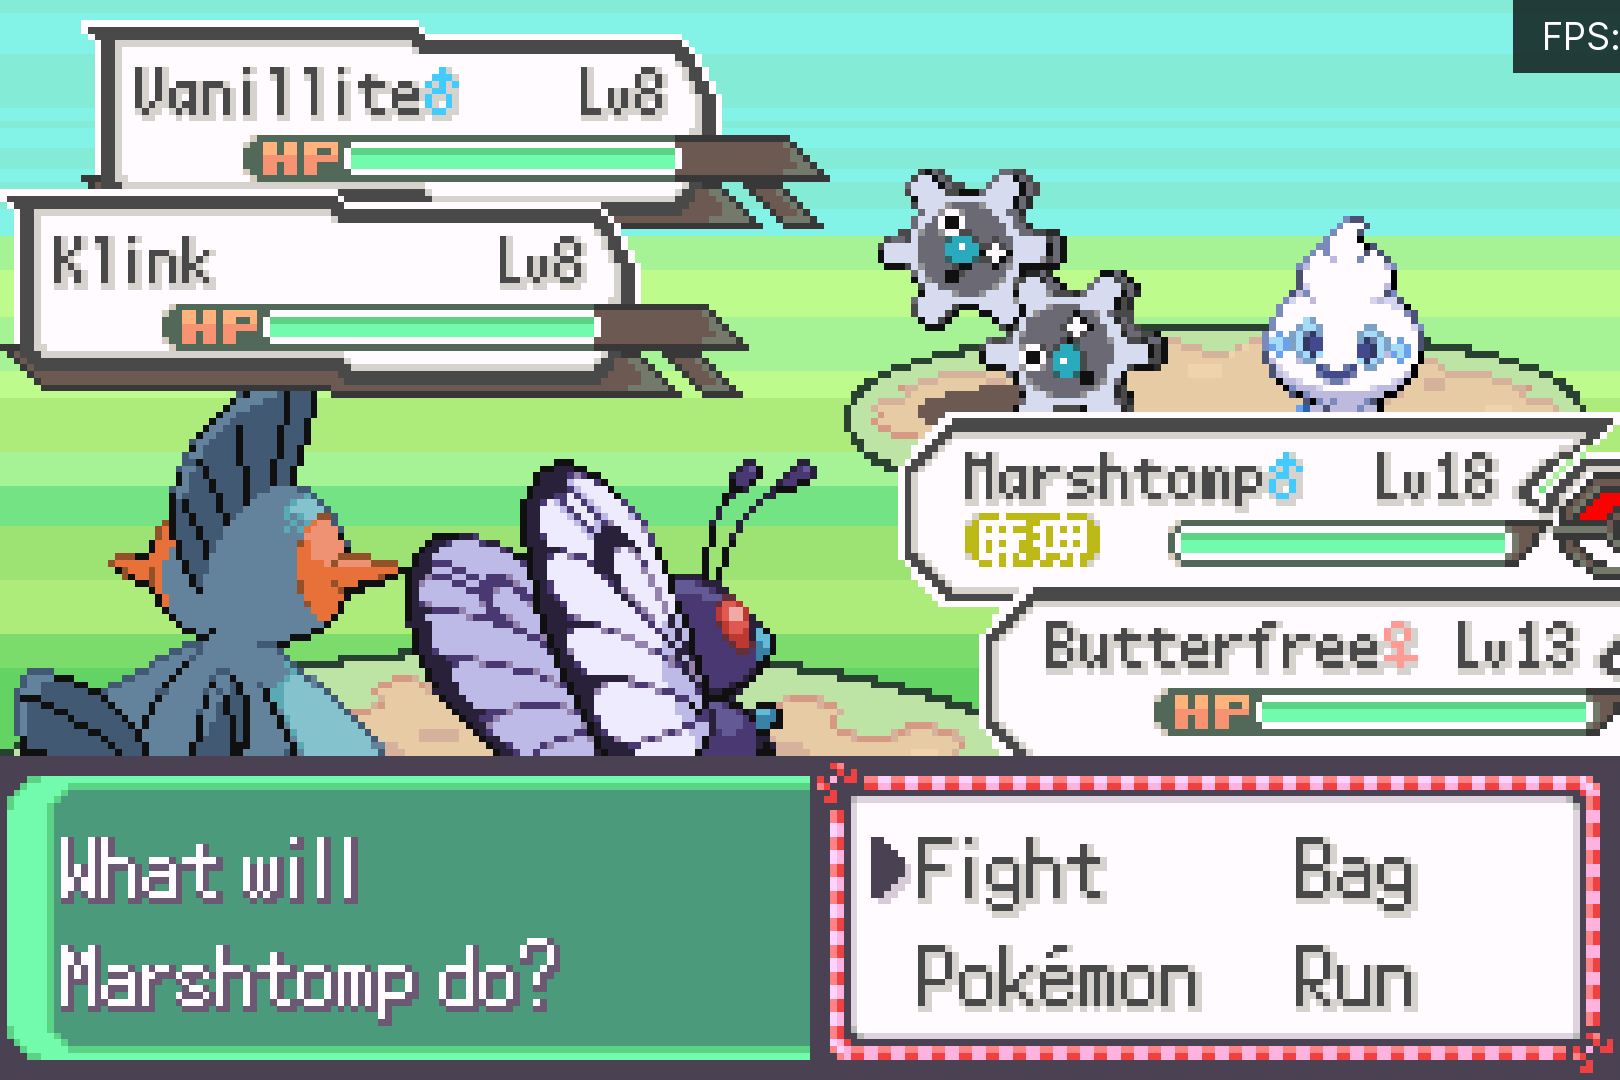 FPS:
Vanillite♂ Lv8
HP
Klink Lv8
HP
Marshtomp♂ Lv18
Butterfree♀ Lv13
HP
What will
Marshtomp do?
Fight Bag
Pokémon Run